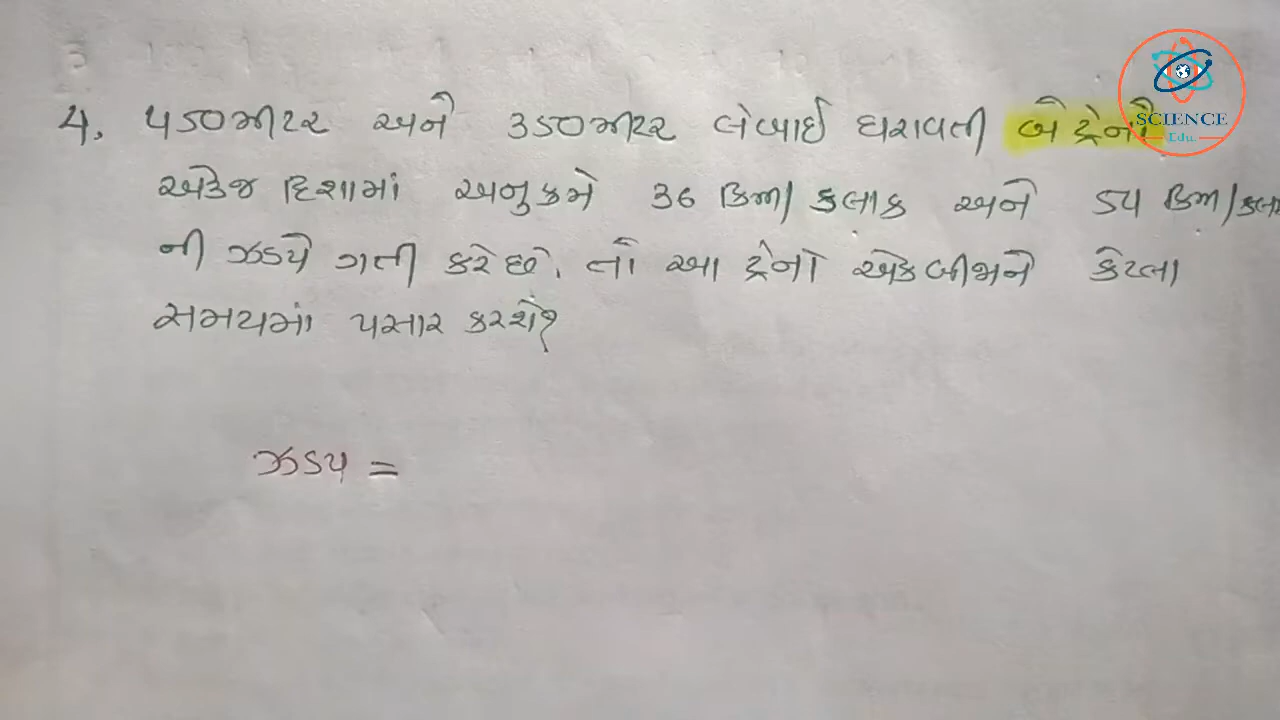 4. 450મીટર અને 350મીટર લંબાઈ ધરાવતી બે ટ્રેનો
SCIENCE
Edu.
એકજ દિશામાં અનુક્રમે 36 કિમી/કલાક અને 54 કિમી/કલા
ની ઝડપે ગતી કરે છે. તો આ ટ્રેનો એકબીજાને કેટલા
સમયમાં પસાર કરશે?
ઝડપ =